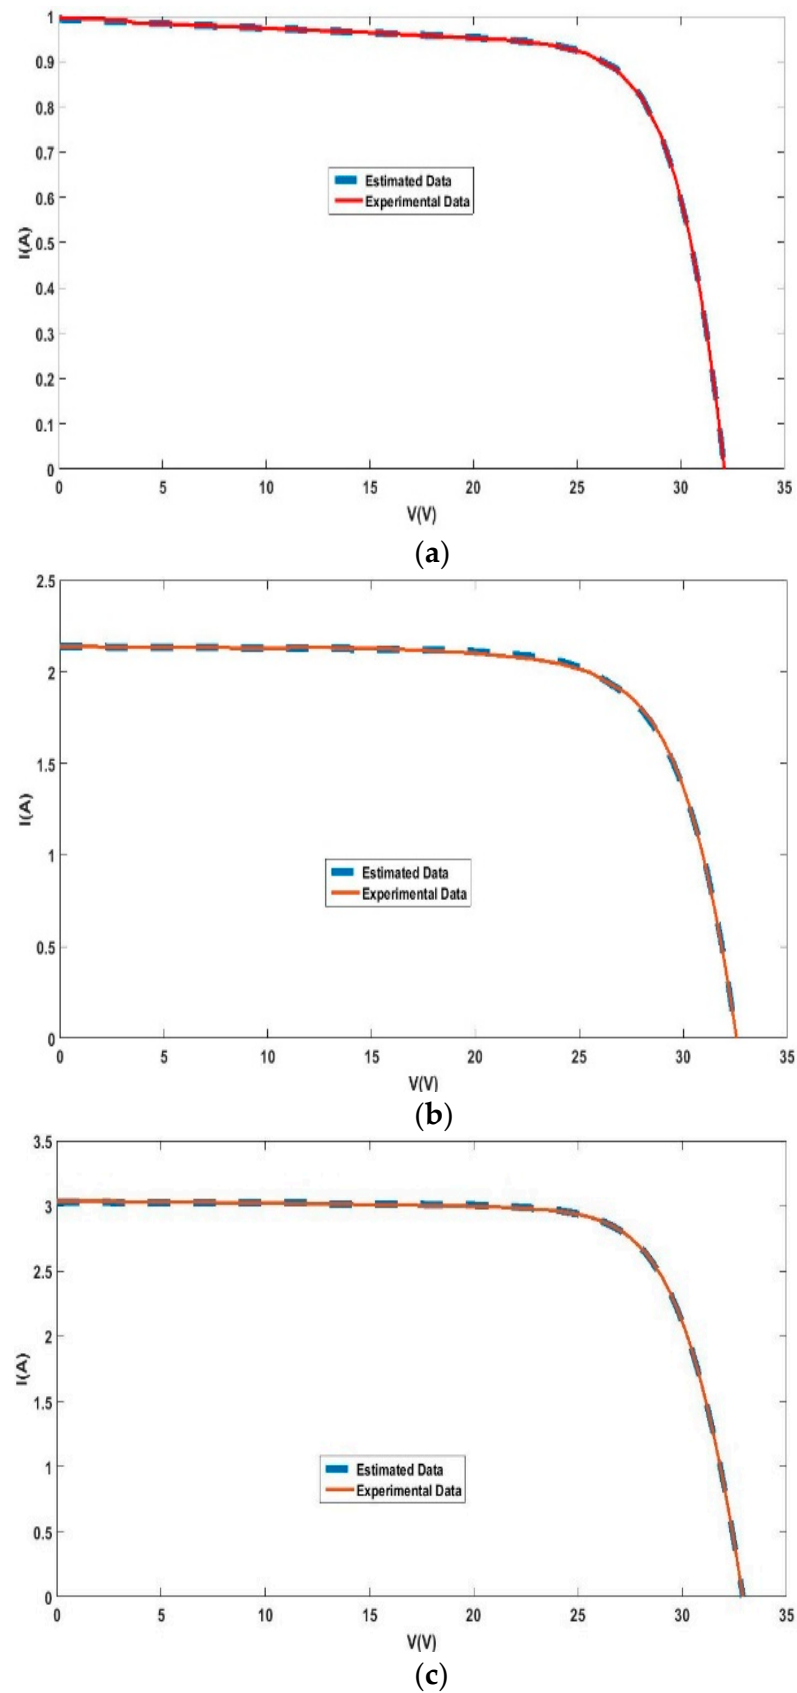 1
0.9
0.8
0.7
0.6
0.5
0.4
0.3
0.2
0.1
0
I(A)
Estimated Data
Experimental Data
0 5 10 15 20 25 30 35
V(V)
(a)
2.5
2
1.5
1
0.5
0
I(A)
Estimated Data
Experimental Data
0 5 10 15 20 25 30 35
V(V)
(b)
3.5
3
2.5
2
1.5
1
0.5
0
I(A)
Estimated Data
Experimental Data
0 5 10 15 20 25 30 35
V(V)
(c)